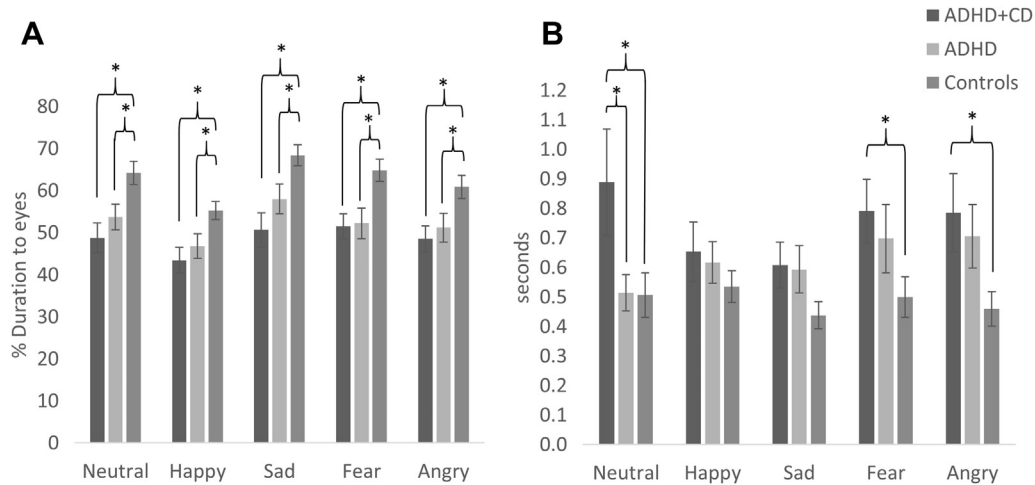 A
% Duration to eyes
80
70
60
50
40
30
20
10
0
* * * * * * * * * *
Neutral Happy Sad Fear Angry
B
ADHD+CD
ADHD
Controls
seconds
1.2
1.1
1.0
0.9
0.8
0.7
0.6
0.5
0.4
0.3
0.2
0.1
0.0
* * * *
Neutral Happy Sad Fear Angry